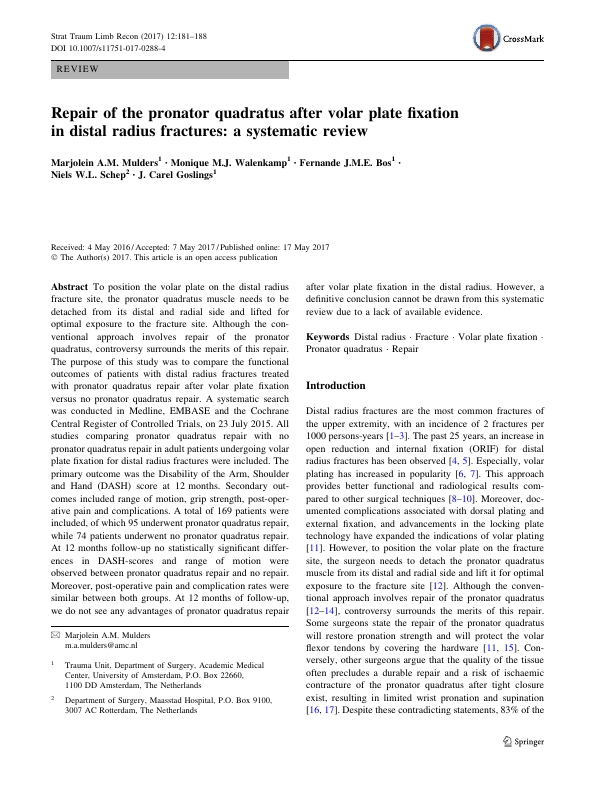 Strat Traum Limb Recon (2017) 12:181–188
DOI 10.1007/s11751-017-0288-4
CrossMark
REVIEW
Repair of the pronator quadratus after volar plate fixation
in distal radius fractures: a systematic review
Marjolein A.M. Mulders1 · Monique M.J. Walenkamp1 · Fernande J.M.E. Bos1 ·
Niels W.L. Schep2 · J. Carel Goslings1
Received: 4 May 2016 / Accepted: 7 May 2017 / Published online: 17 May 2017
© The Author(s) 2017. This article is an open access publication
Abstract To position the volar plate on the distal radius
fracture site, the pronator quadratus muscle needs to be
detached from its distal and radial side and lifted for
optimal exposure to the fracture site. Although the con-
ventional approach involves repair of the pronator
quadratus, controversy surrounds the merits of this repair.
The purpose of this study was to compare the functional
outcomes of patients with distal radius fractures treated
with pronator quadratus repair after volar plate fixation
versus no pronator quadratus repair. A systematic search
was conducted in Medline, EMBASE and the Cochrane
Central Register of Controlled Trials, on 23 July 2015. All
studies comparing pronator quadratus repair with no
pronator quadratus repair in adult patients undergoing volar
plate fixation for distal radius fractures were included. The
primary outcome was the Disability of the Arm, Shoulder
and Hand (DASH) score at 12 months. Secondary out-
comes included range of motion, grip strength, post-oper-
ative pain and complications. A total of 169 patients were
included, of which 95 underwent pronator quadratus repair,
while 74 patients underwent no pronator quadratus repair.
At 12 months follow-up no statistically significant differ-
ences in DASH-scores and range of motion were
observed between pronator quadratus repair and no repair.
Moreover, post-operative pain and complication rates were
similar between both groups. At 12 months of follow-up,
we do not see any advantages of pronator quadratus repair
✉ Marjolein A.M. Mulders
m.a.mulders@amc.nl
1 Trauma Unit, Department of Surgery, Academic Medical
Center, University of Amsterdam, P.O. Box 22660,
1100 DD Amsterdam, The Netherlands
2 Department of Surgery, Maasstad Hospital, P.O. Box 9100,
3007 AC Rotterdam, The Netherlands
after volar plate fixation in the distal radius. However, a
definitive conclusion cannot be drawn from this systematic
review due to a lack of available evidence.
Keywords Distal radius · Fracture · Volar plate fixation ·
Pronator quadratus · Repair
Introduction
Distal radius fractures are the most common fractures of
the upper extremity, with an incidence of 2 fractures per
1000 persons-years [1–3]. The past 25 years, an increase in
open reduction and internal fixation (ORIF) for distal
radius fractures has been observed [4, 5]. Especially, volar
plating has increased in popularity [6, 7]. This approach
provides better functional and radiological results com-
pared to other surgical techniques [8–10]. Moreover, doc-
umented complications associated with dorsal plating and
external fixation, and advancements in the locking plate
technology have expanded the indications of volar plating
[11]. However, to position the volar plate on the fracture
site, the surgeon needs to detach the pronator quadratus
muscle from its distal and radial side and lift it for optimal
exposure to the fracture site [12]. Although the conven-
tional approach involves repair of the pronator quadratus
[12–14], controversy surrounds the merits of this repair.
Some surgeons state the repair of the pronator quadratus
will restore pronation strength and will protect the volar
flexor tendons by covering the hardware [11, 15]. Con-
versely, other surgeons argue that the quality of the tissue
often precludes a durable repair and a risk of ischaemic
contracture of the pronator quadratus after tight closure
exist, resulting in limited wrist pronation and supination
[16, 17]. Despite these contradicting statements, 83% of the
Springer